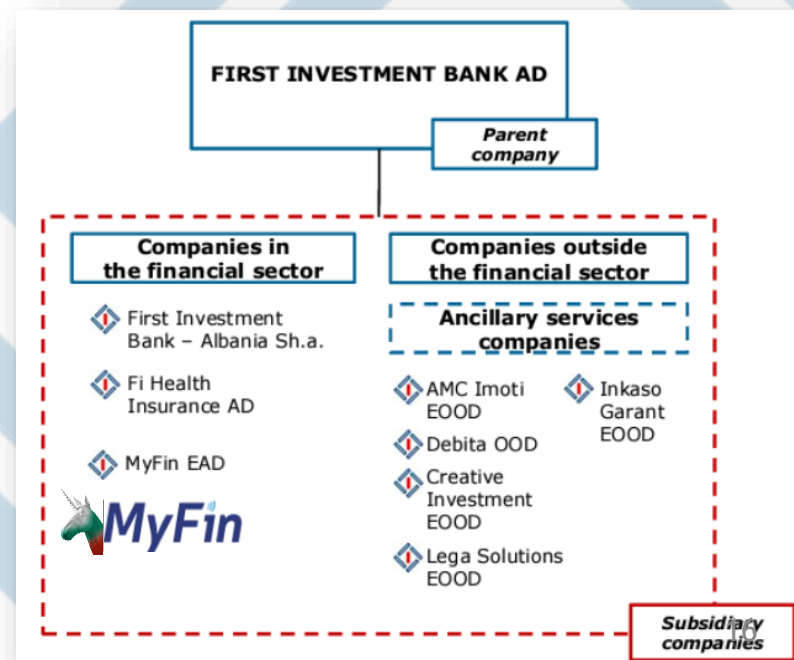 FIRST INVESTMENT BANK AD
Parent
company
Companies in
the financial sector
First Investment
Bank – Albania Sh.a.
Fi Health
Insurance AD
MyFin EAD
MyFin
Companies outside
the financial sector
Ancillary services
companies
AMC Imoti
EOOD
Debita OOD
Creative
Investment
EOOD
Lega Solutions
EOOD
Inkaso
Garant
EOOD
Subsidiary
companies
16